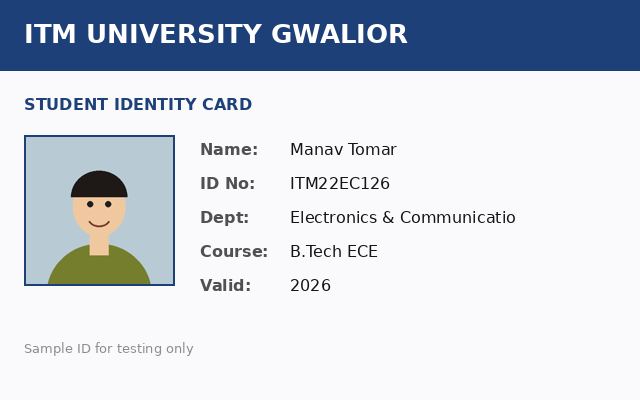 ITM UNIVERSITY GWALIOR
STUDENT IDENTITY CARD
Name: Manav Tomar
ID No: ITM22EC126
Dept: Electronics & Communicatio
Course: B.Tech ECE
Valid: 2026
Sample ID for testing only